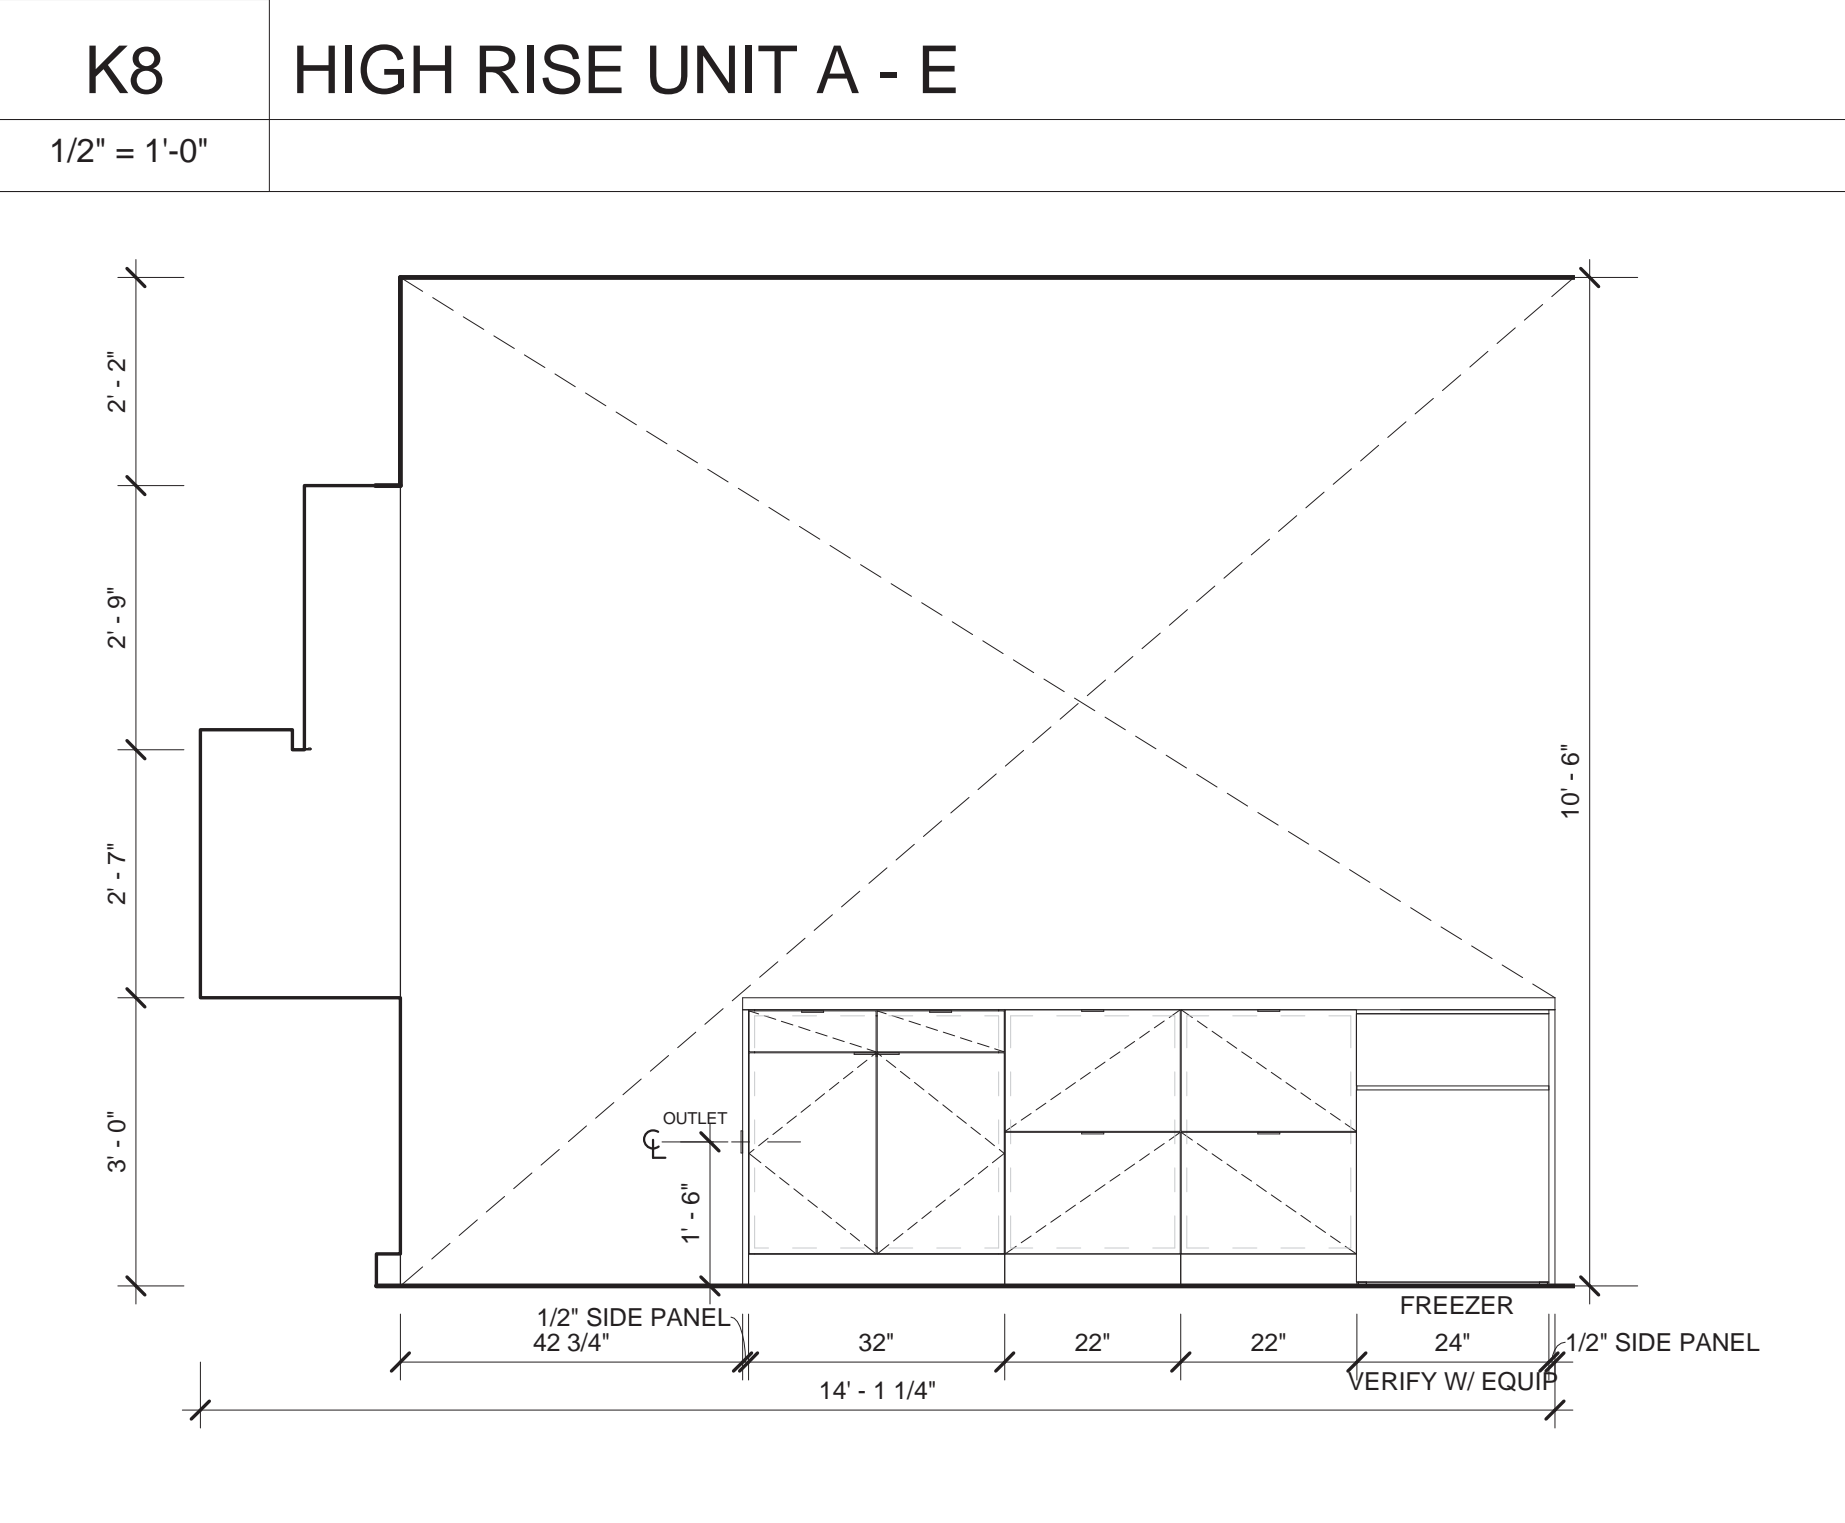 K8
HIGH RISE UNIT A - E
1/2" = 1'-0"
2' - 2"
2' - 9"
2' - 7"
3' - 0"
10' - 6"
OUTLET
℄
1' - 6"
FREEZER
1/2" SIDE PANEL
42 3/4"
32"
22"
22"
24"
1/2" SIDE PANEL
VERIFY W/ EQUIP
14' - 1 1/4"